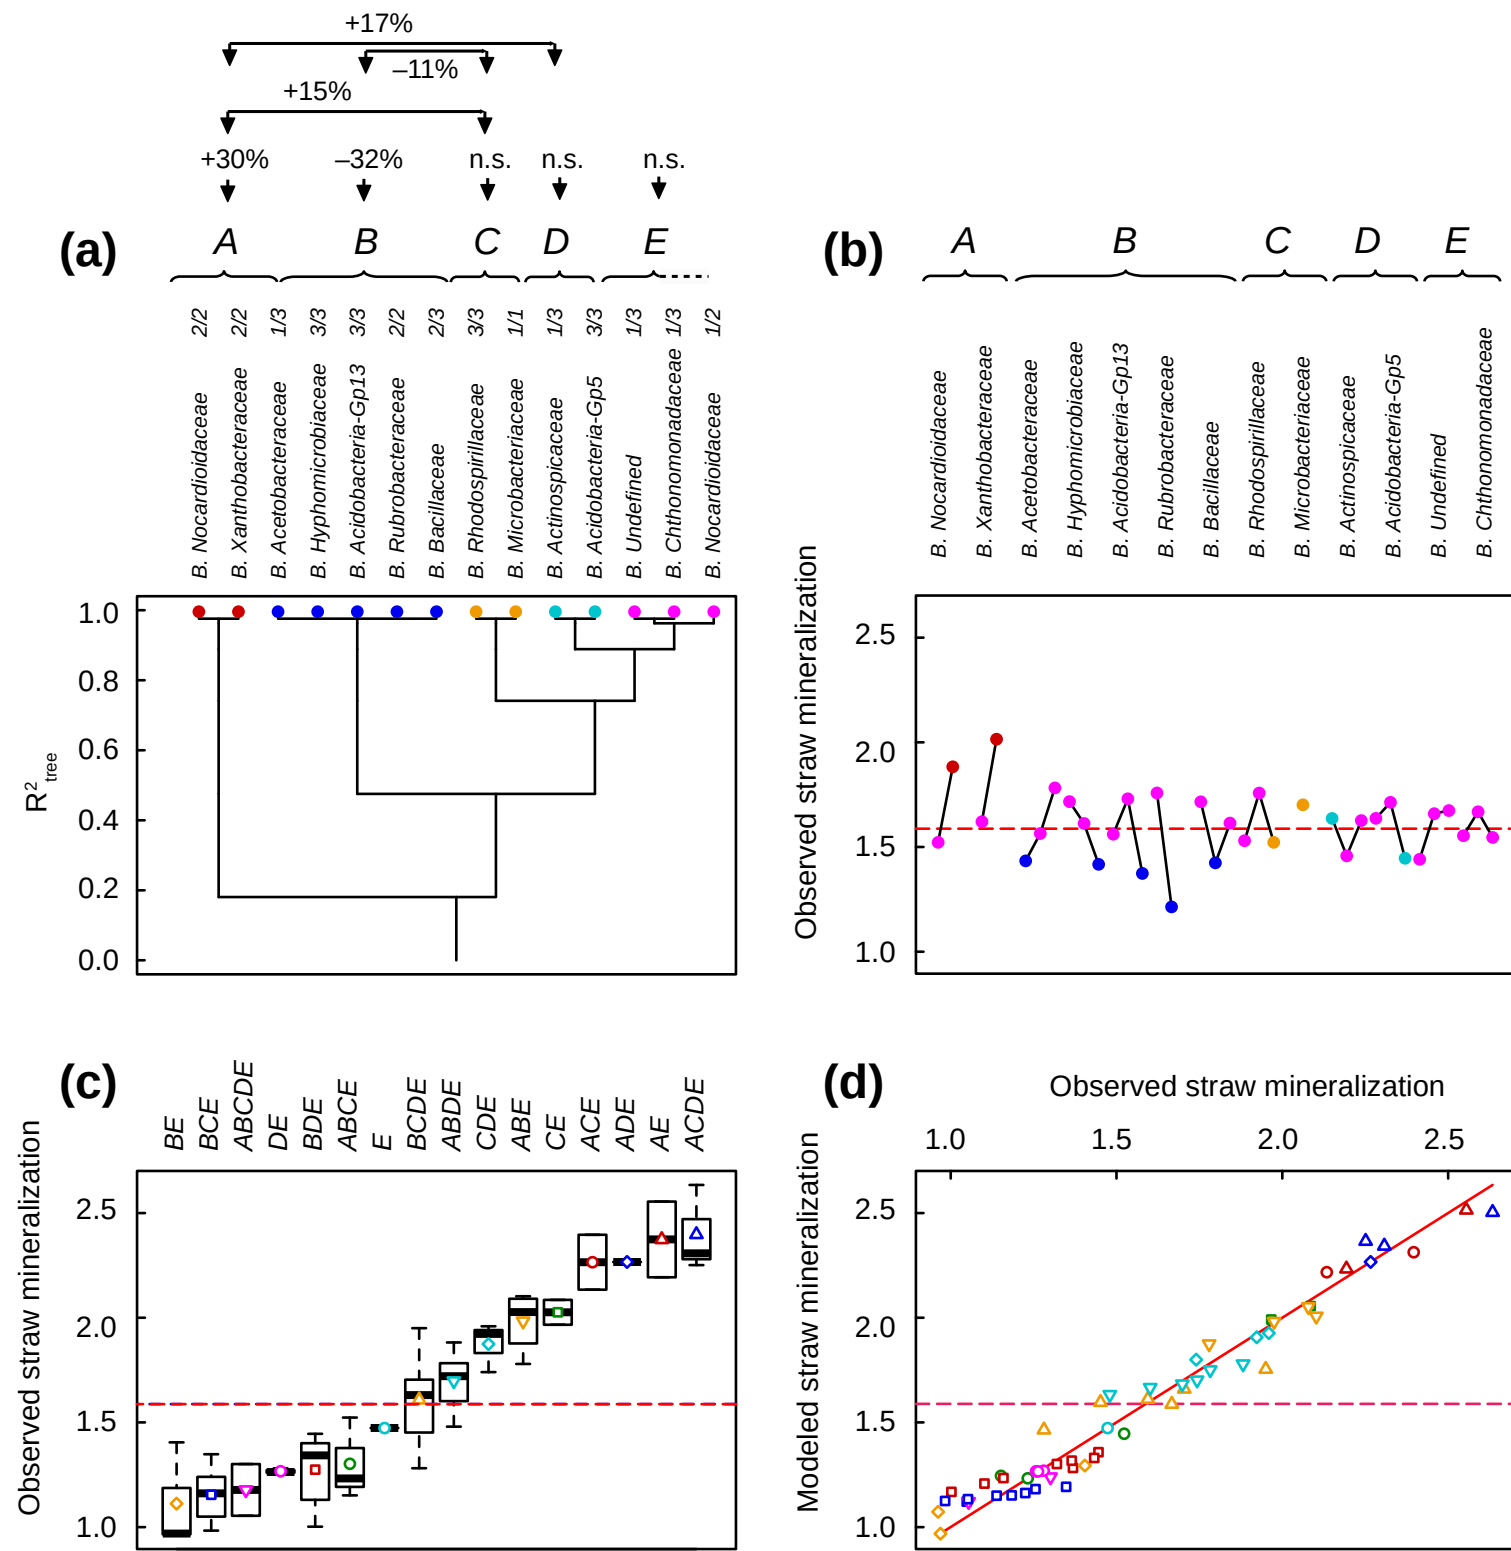 +17%
–11%
+15%
+30% –32% n.s. n.s. n.s.
(a) A B C D E
2/2 2/2 1/3 3/3 3/3 2/2 2/3 3/3 1/1 1/3 3/3 1/3 1/3 1/2
B. Nocardioidaceae
B. Xanthobacteraceae
B. Acetobacteraceae
B. Hyphomicrobiaceae
B. Acidobacteria-Gp13
B. Rubrobacteraceae
B. Bacillaceae
B. Rhodospirillaceae
B. Microbacteriaceae
B. Actinospicaceae
B. Acidobacteria-Gp5
B. Undefined
B. Chthonomonadaceae
B. Nocardioidaceae
R2tree
1.0
0.8
0.6
0.4
0.2
0.0
(b) A B C D E
B. Nocardioidaceae
B. Xanthobacteraceae
B. Acetobacteraceae
B. Hyphomicrobiaceae
B. Acidobacteria-Gp13
B. Rubrobacteraceae
B. Bacillaceae
B. Rhodospirillaceae
B. Microbacteriaceae
B. Actinospicaceae
B. Acidobacteria-Gp5
B. Undefined
B. Chthonomonadaceae
Observed straw mineralization
2.5
2.0
1.5
1.0
(c)
BE BCE ABCDE DE BDE ABCE E BCDE ABDE CDE ABE CE ACE ADE AE ACDE
Observed straw mineralization
2.5
2.0
1.5
1.0
(d) Observed straw mineralization
1.0 1.5 2.0 2.5
Modeled straw mineralization
2.5
2.0
1.5
1.0